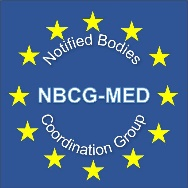 Notified Bodies
NBCG-MED
Coordination Group